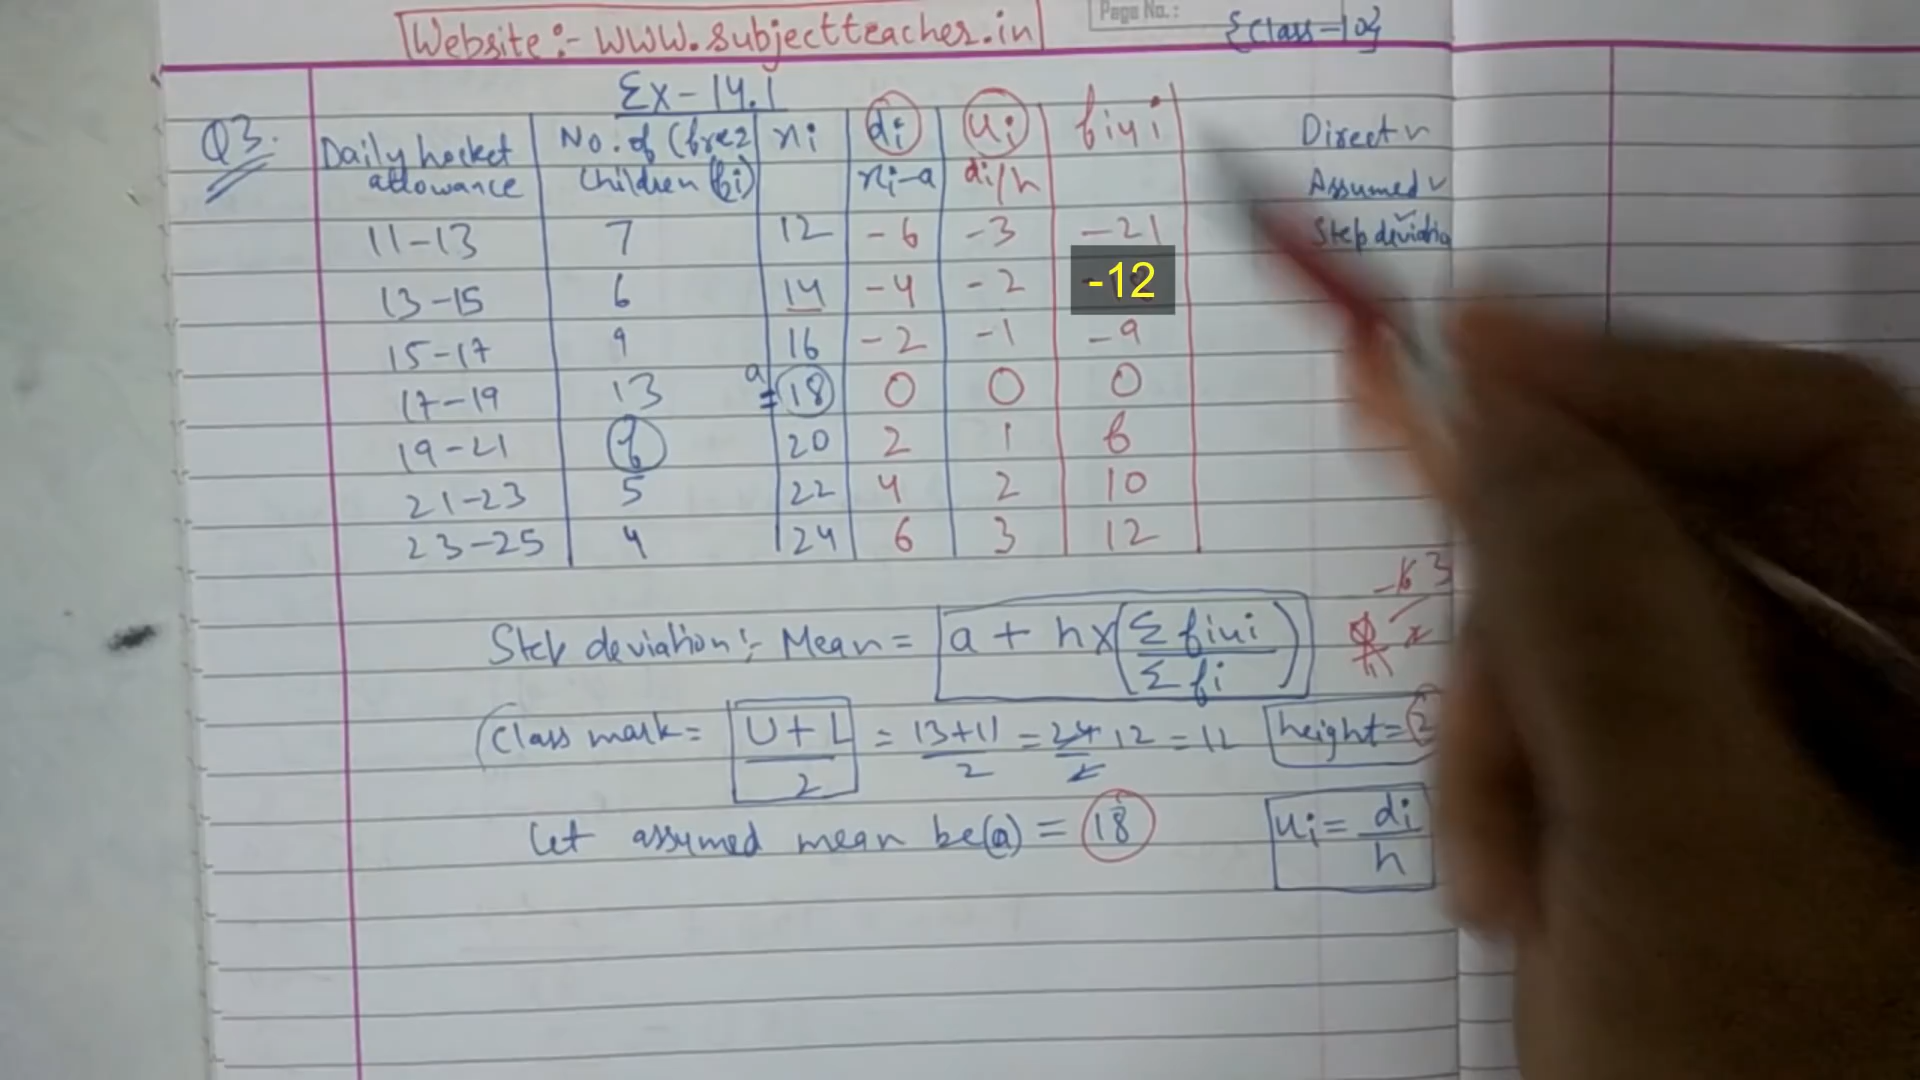 Website:- www.subjectteacher.in
Page No.:
{Class-10}
Ex-14.1
Q3.
Daily pocket allowance | No. of (frez Children (fi) | xi | di xi-a | ui di/h | fiui
Direct ✓
Assumed ✓
Step deviation ✓
11-13 7 12 -6 -3 -21
13-15 6 14 -4 -2 -12
15-17 9 16 -2 -1 -9
17-19 13 a = 18 0 0 0
19-21 f 20 2 1 6
21-23 5 22 4 2 10
23-25 4 24 6 3 12
Step deviation:- Mean = a + h×(Σfiui/Σfi)
Class mark = U+L/2 = 13+11/2 = 24/2 12 = 12 height = 2
Let assumed mean be(a) = 18
ui = di/h